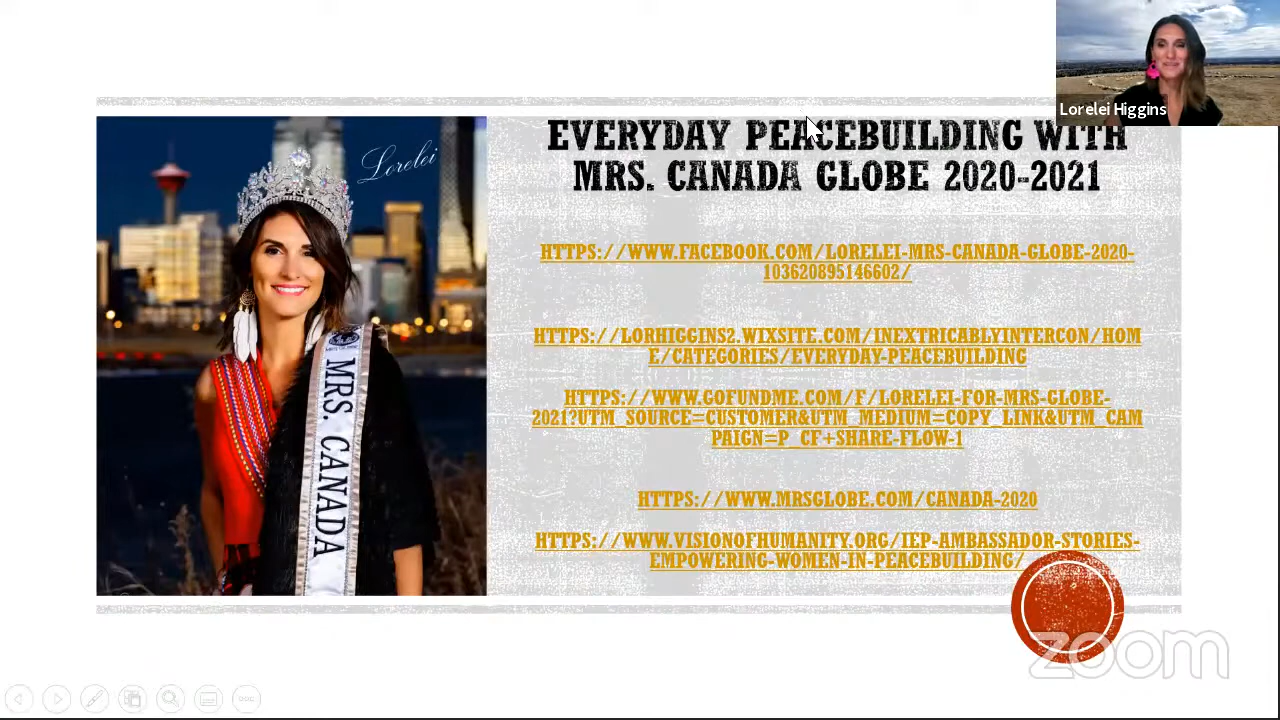 Lorelei Higgins
Lorelei
EVERYDAY PEACEBUILDING WITH
MRS. CANADA GLOBE 2020-2021
HTTPS://WWW.FACEBOOK.COM/LORELEI-MRS-CANADA-GLOBE-2020-
103620895146602/
HTTPS://LORHIGGINS2.WIXSITE.COM/INEXTRICABLYINTERCON/HOM
E/CATEGORIES/EVERYDAY-PEACEBUILDING
HTTPS://WWW.GOFUNDME.COM/F/LORELEI-FOR-MRS-GLOBE-
2021?UTM_SOURCE=CUSTOMER&UTM_MEDIUM=COPY_LINK&UTM_CAM
PAIGN=P_CF+SHARE-FLOW-1
HTTPS://WWW.MRSGLOBE.COM/CANADA-2020
HTTPS://WWW.VISIONOFHUMANITY.ORG/IEP-AMBASSADOR-STORIES-
EMPOWERING-WOMEN-IN-PEACEBUILDING/
MRS. CANADA
zoom